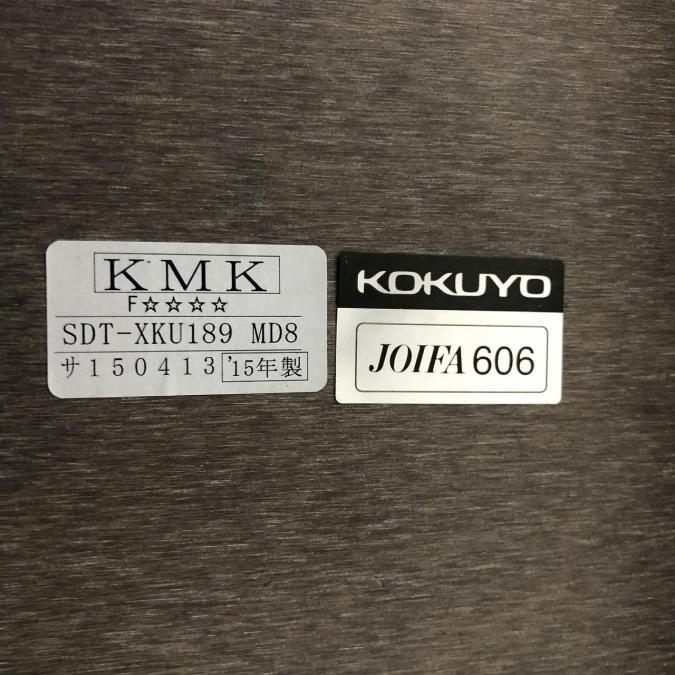 KMK
F☆☆☆☆
SDT-XKU189 MD8
サ150413 '15年製
KOKUYO
JOIFA 606